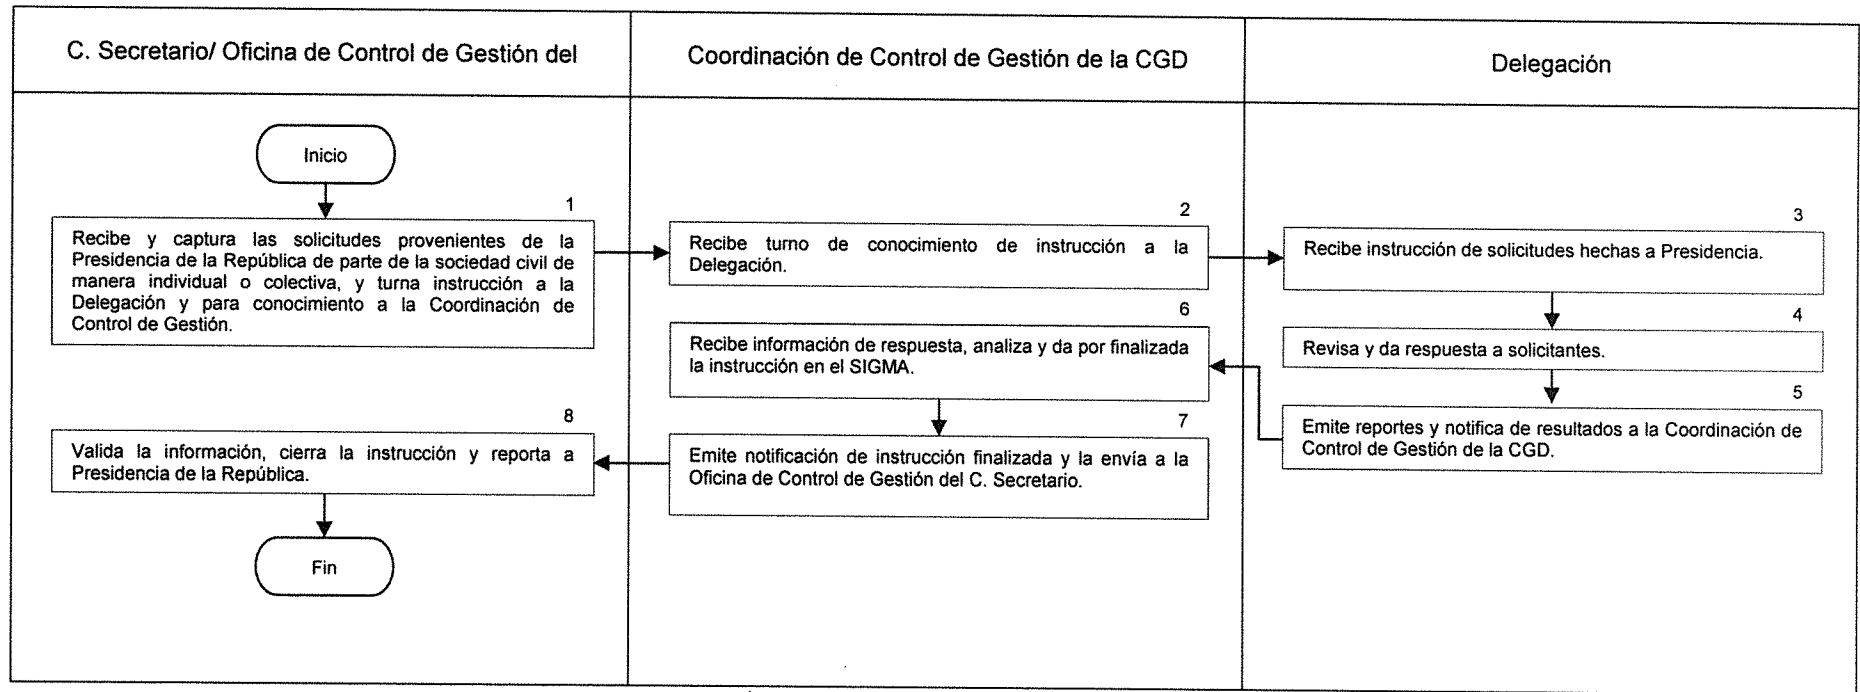 C. Secretario/ Oficina de Control de Gestión del
Coordinación de Control de Gestión de la CGD
Delegación
Inicio
1
Recibe y captura las solicitudes provenientes de la
Presidencia de la República de parte de la sociedad civil de
manera individual o colectiva, y turna instrucción a la
Delegación y para conocimiento a la Coordinación de
Control de Gestión.
2
Recibe turno de conocimiento de instrucción a la
Delegación.
3
Recibe instrucción de solicitudes hechas a Presidencia.
4
Revisa y da respuesta a solicitantes.
5
Emite reportes y notifica de resultados a la Coordinación de
Control de Gestión de la CGD.
6
Recibe información de respuesta, analiza y da por finalizada
la instrucción en el SIGMA.
7
Emite notificación de instrucción finalizada y la envía a la
Oficina de Control de Gestión del C. Secretario.
8
Valida la información, cierra la instrucción y reporta a
Presidencia de la República.
Fin